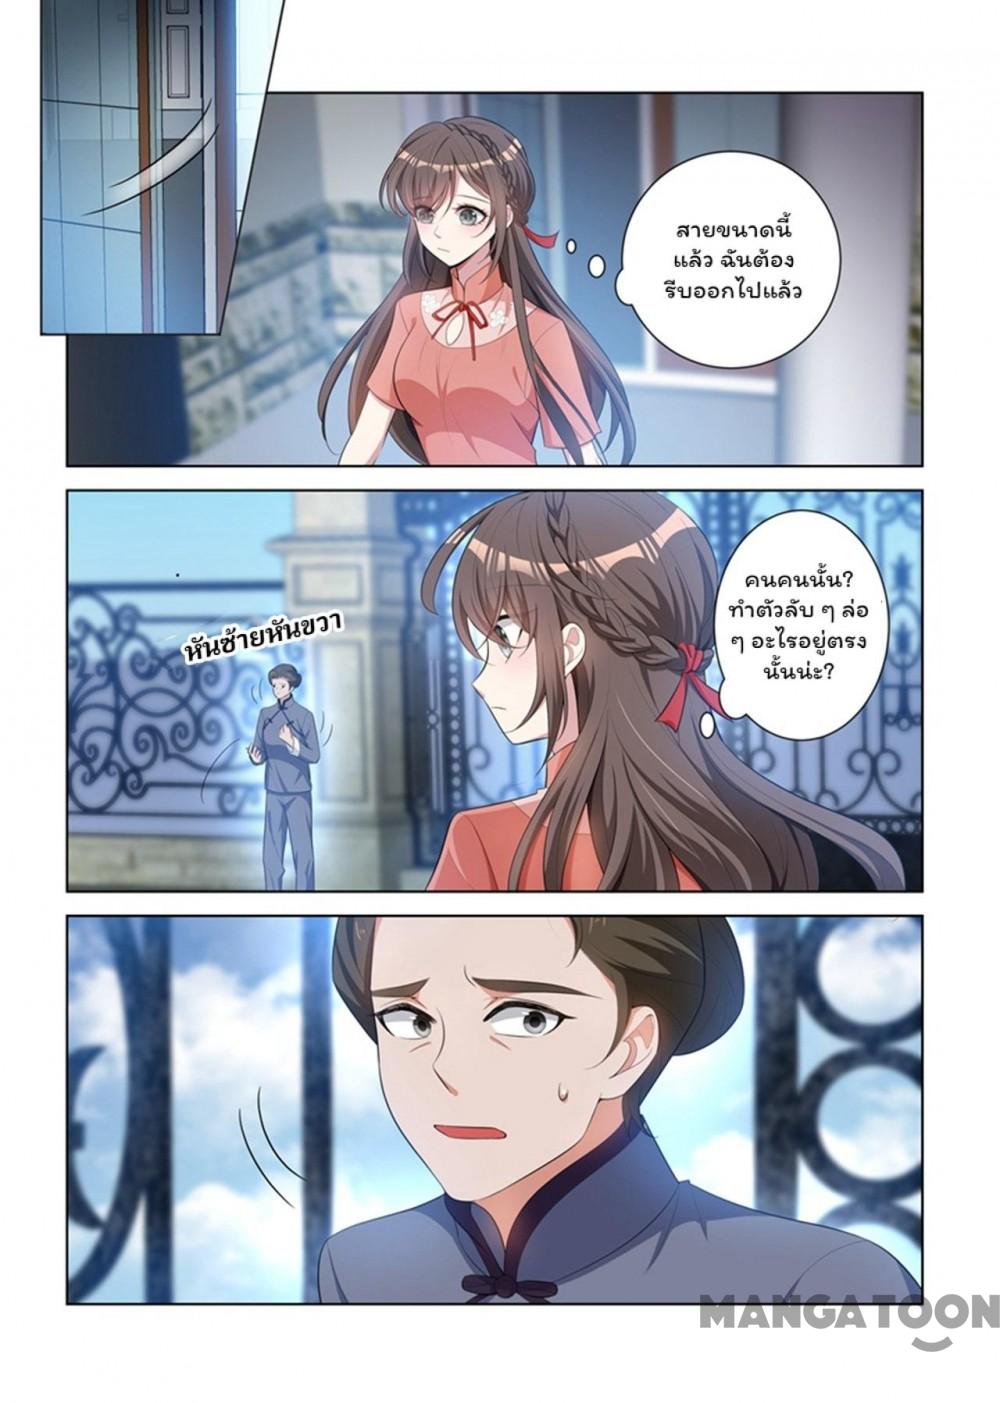 สายขนาดนี้
แล้ว ฉันต้อง
รีบออกไปแล้ว
คนคนนั้น?
ทำตัวลับ ๆ ล่อ
ๆ อะไรอยู่ตรง
นั้นน่ะ?
หันซ้ายหันขวา
MANGATOON